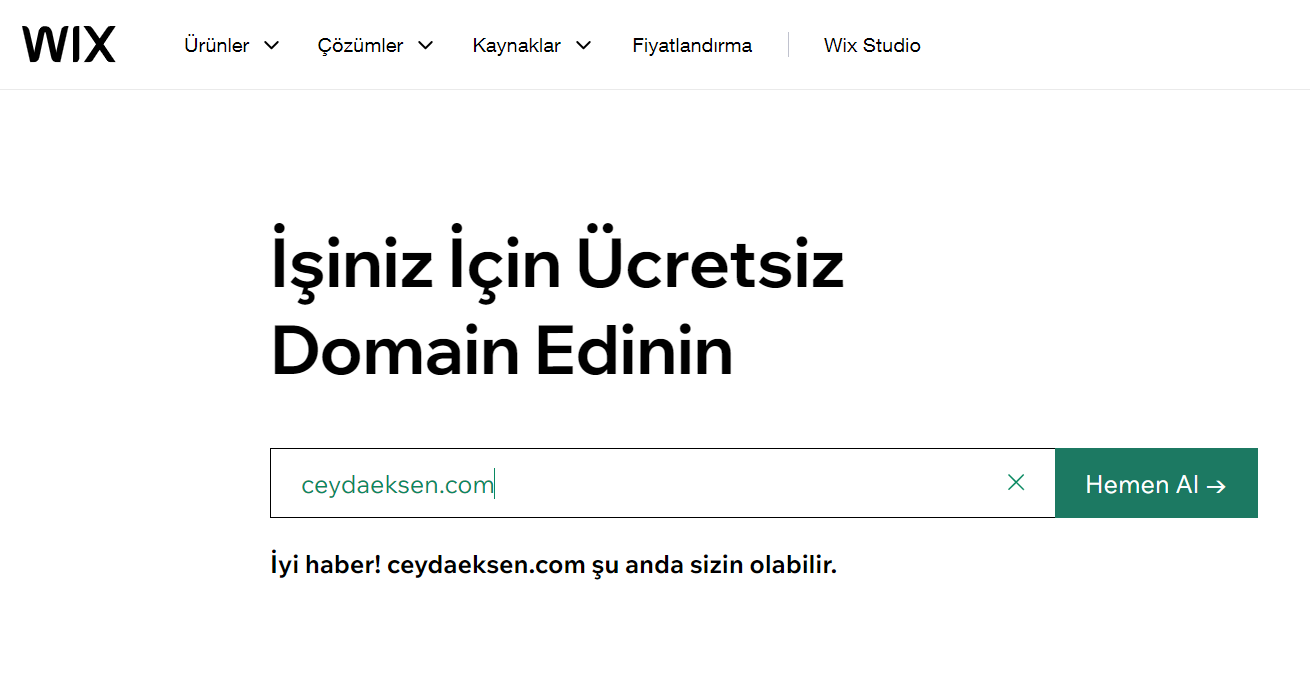 WIX Ürünler Çözümler Kaynaklar Fiyatlandırma Wix Studio
İşiniz İçin Ücretsiz
Domain Edinin
ceydaeksen.com Hemen Al →
İyi haber! ceydaeksen.com şu anda sizin olabilir.